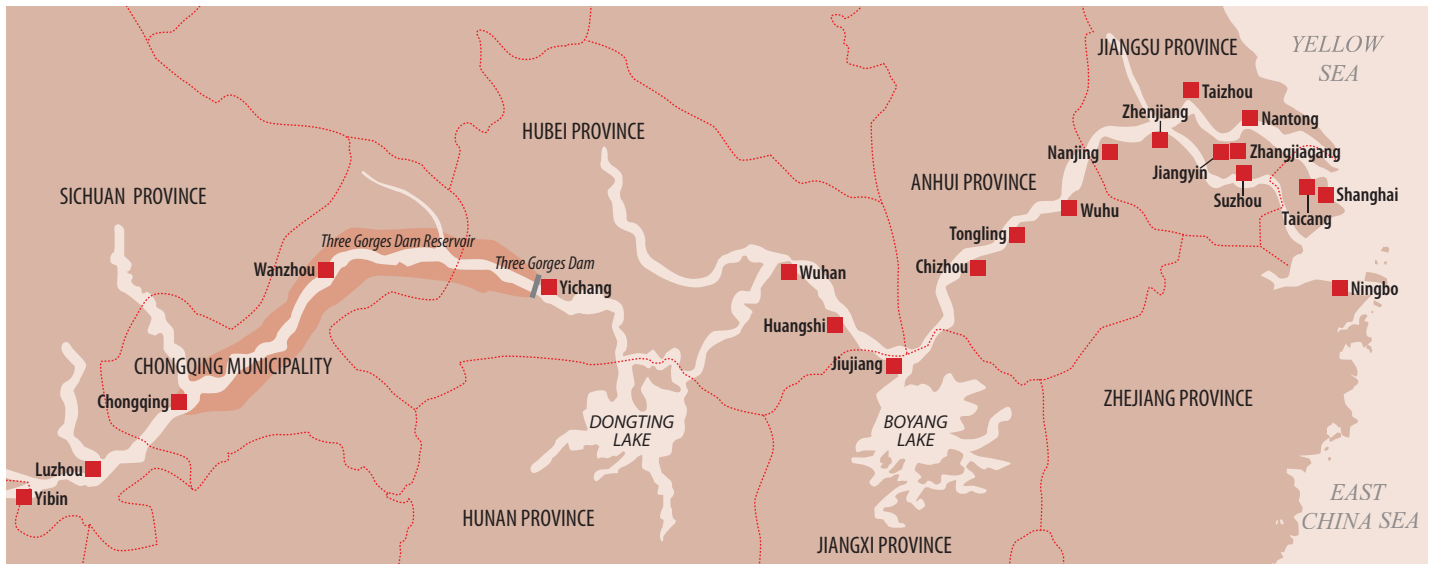 JIANGSU PROVINCE
YELLOW
SEA
Taizhou
Zhenjiang
Nantong
HUBEI PROVINCE
Nanjing
Zhangjiagang
Jiangyin
SICHUAN PROVINCE
ANHUI PROVINCE
Suzhou
Shanghai
Taicang
Wuhu
Tongling
Three Gorges Dam Reservoir
Three Gorges Dam
Wanzhou
Chizhou
Wuhan
Yichang
Ningbo
Huangshi
CHONGQING MUNICIPALITY
Jiujiang
Chongqing
ZHEJIANG PROVINCE
DONGTING
LAKE
BOYANG
LAKE
Luzhou
Yibin
EAST
CHINA SEA
HUNAN PROVINCE
JIANGXI PROVINCE